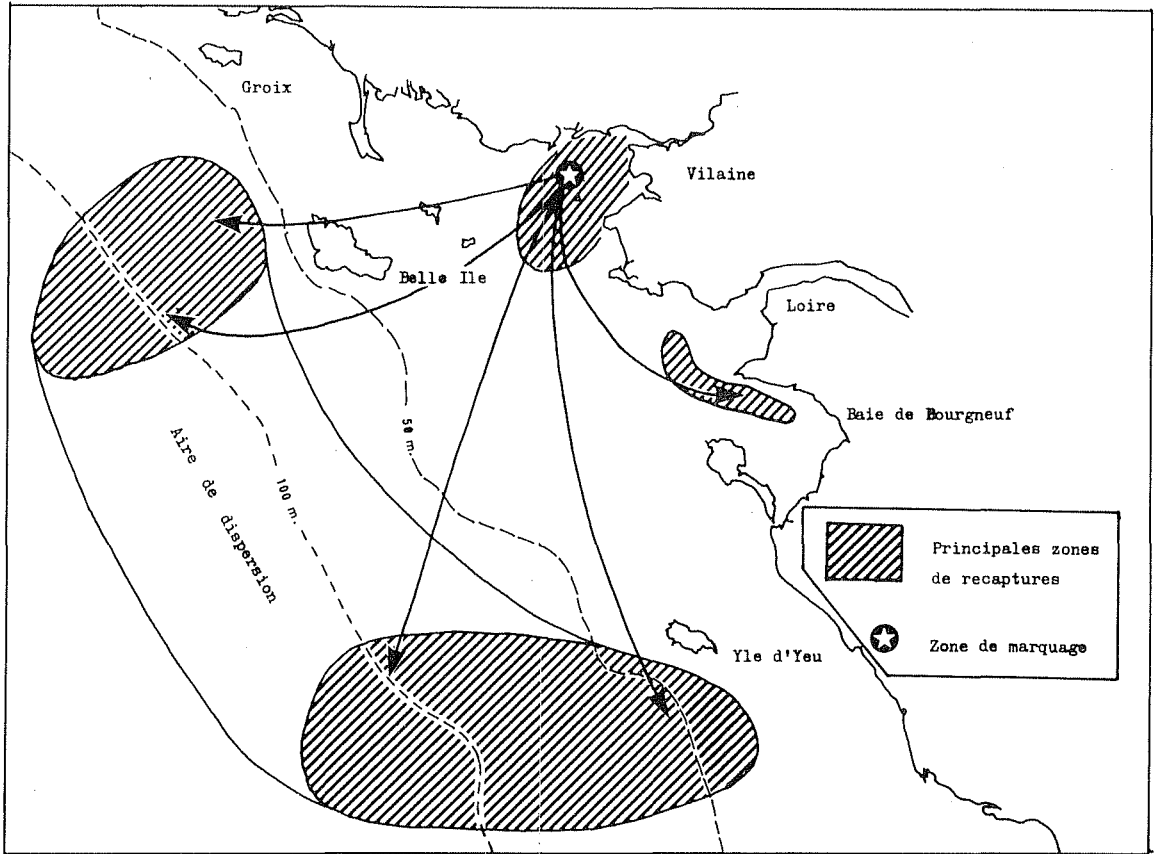 Groix
Vilaine
Belle Ile
Loire
Baie de Bourgneuf
50 m.
100 m.
Aire de
dispersion
Yle d'Yeu
Principales zones
de recaptures
Zone de marquage